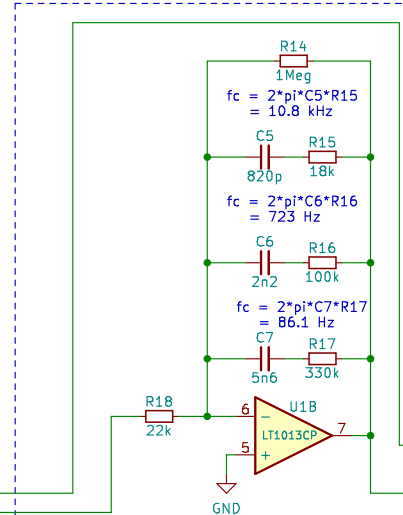 R14
1Meg
fc = 2*pi*C5*R15
= 10.8 kHz
C5
R15
820p
18k
fc = 2*pi*C6*R16
= 723 Hz
C6
R16
2n2
100k
fc = 2*pi*C7*R17
= 86.1 Hz
C7
R17
5n6
330k
R18
22k
6
U1B
7
LT1013CP
5
GND